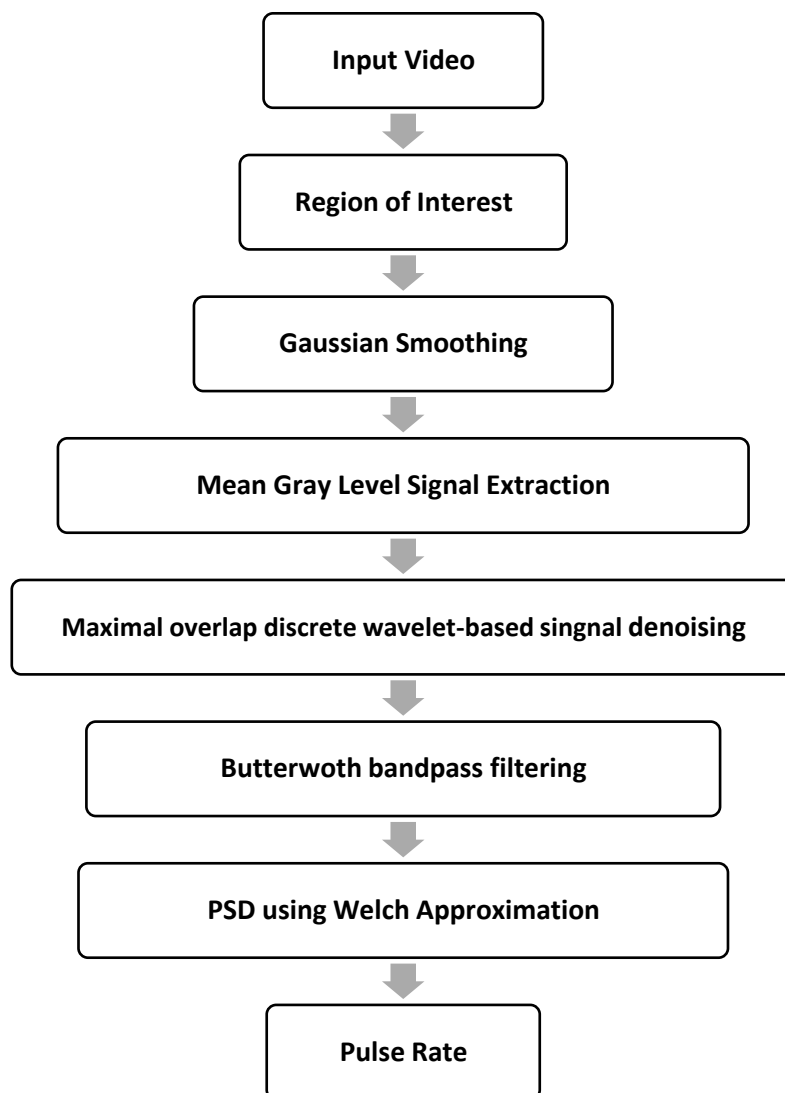 Input Video
Region of Interest
Gaussian Smoothing
Mean Gray Level Signal Extraction
Maximal overlap discrete wavelet-based singnal denoising
Butterwoth bandpass filtering
PSD using Welch Approximation
Pulse Rate